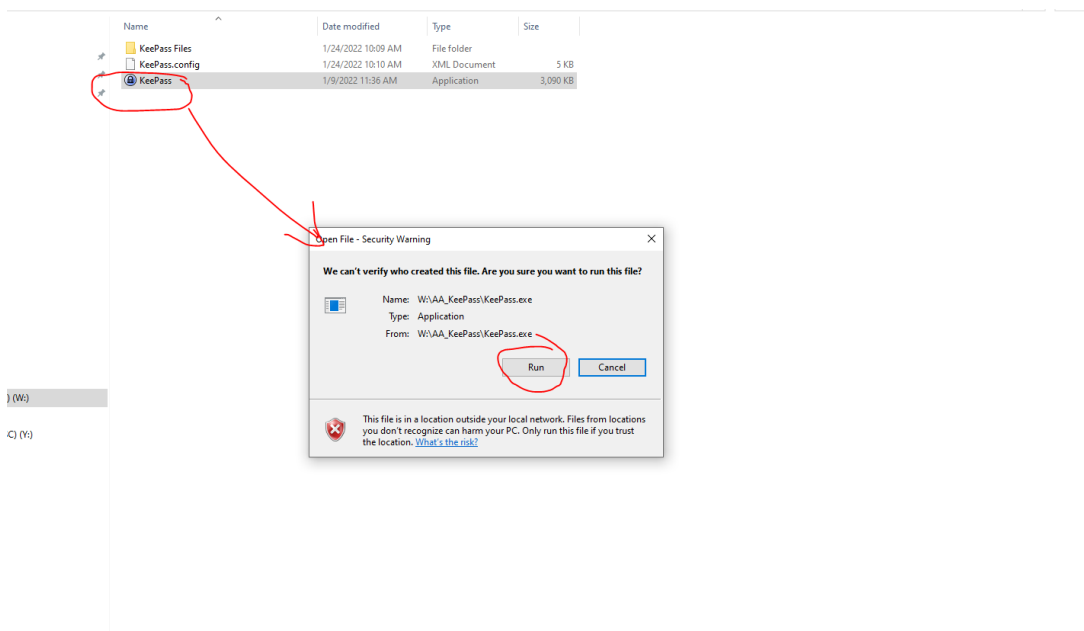 Name Date modified Type Size
KeePass Files 1/24/2022 10:09 AM File folder
KeePass.config 1/24/2022 10:10 AM XML Document 5 KB
KeePass 1/9/2022 11:36 AM Application 3,090 KB
Open File - Security Warning
We can't verify who created this file. Are you sure you want to run this file?
Name: W:\AA_KeePass\KeePass.exe
Type: Application
From: W:\AA_KeePass\KeePass.exe
Run Cancel
) (W:)
This file is in a location outside your local network. Files from locations
you don't recognize can harm your PC. Only run this file if you trust
the location. What's the risk?
C) (Y:)